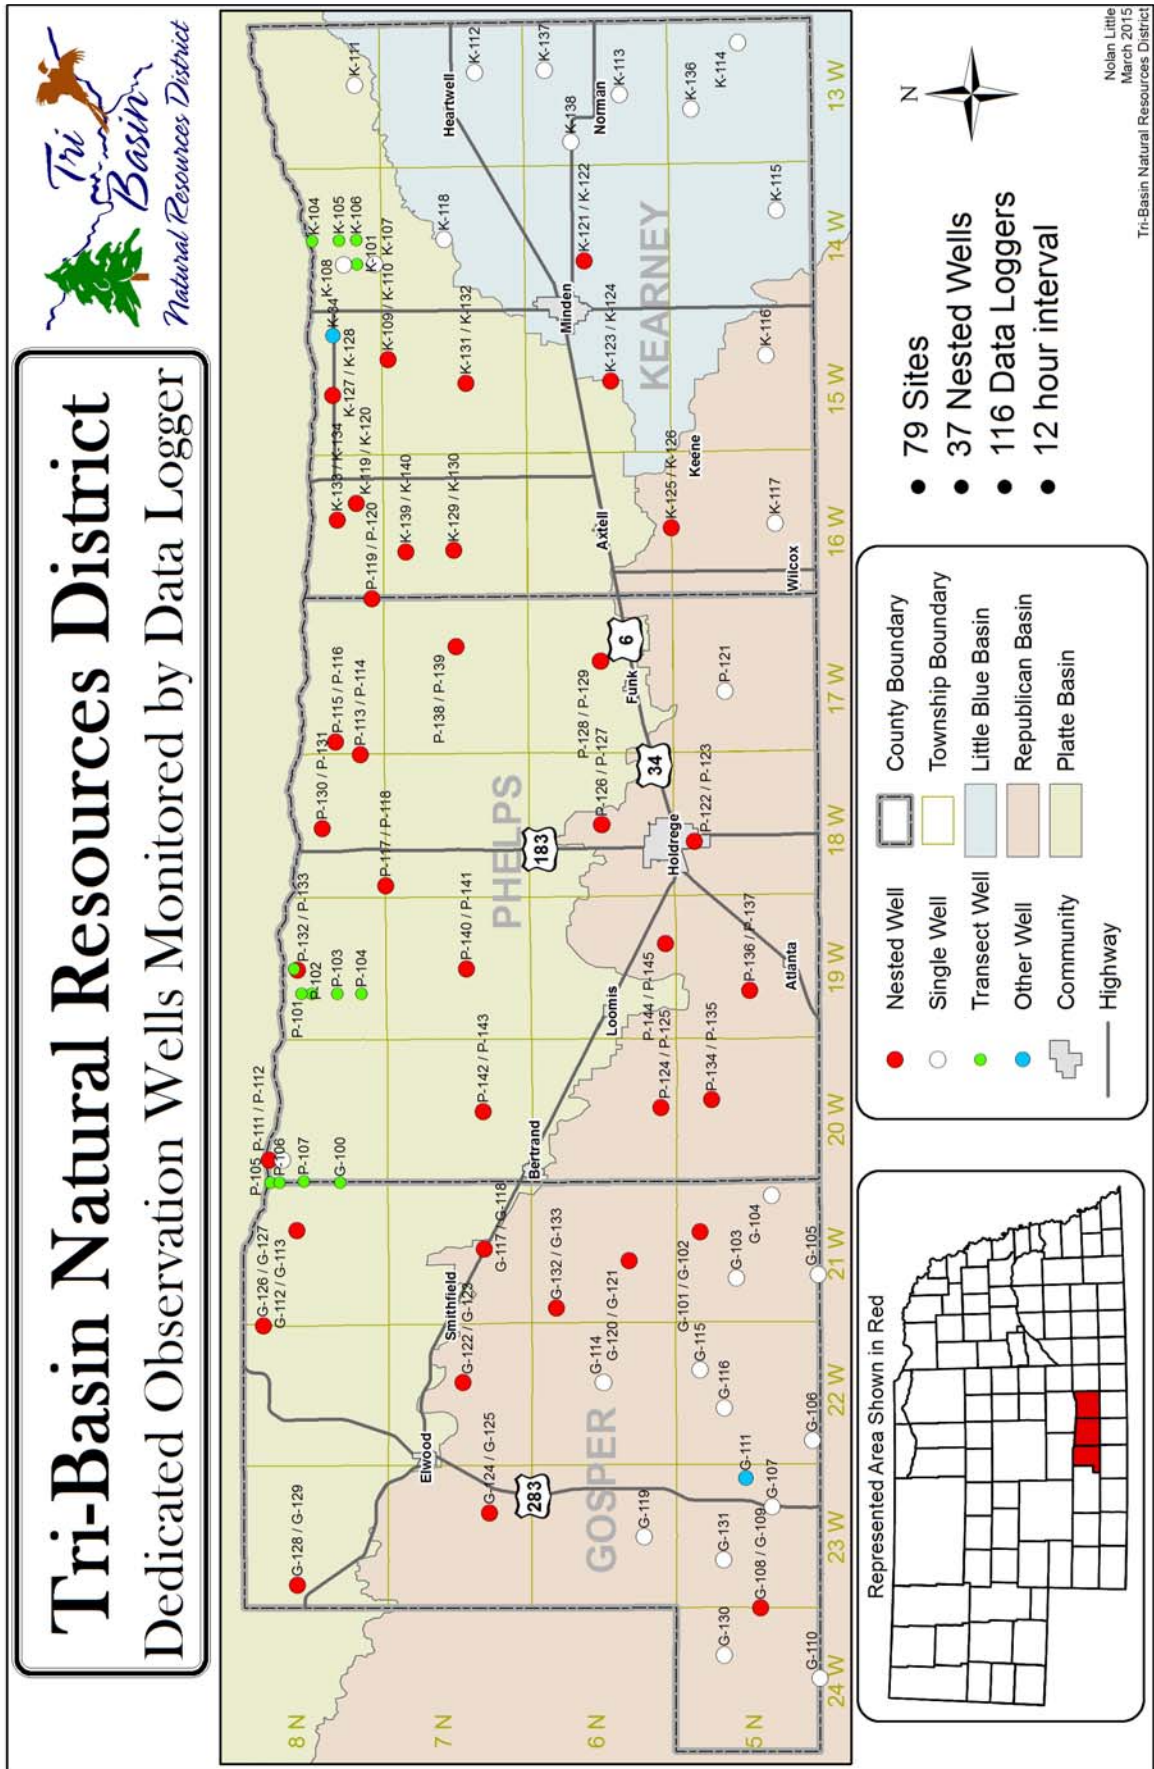 Tri-Basin Natural Resources District
Dedicated Observation Wells Monitored by Data Logger
Tri
Basin
Natural Resources District
8 N
7 N
6 N
5 N
24 W
23 W
22 W
21 W
20 W
19 W
18 W
17 W
16 W
15 W
14 W
13 W
GOSPER
PHELPS
KEARNEY
283
183
34
6
Elwood
Smithfield
Bertrand
Loomis
Holdrege
Atlanta
Funk
Axtell
Wilcox
Keene
Minden
Heartwell
Norman
G-128 / G-129
G-126 / G-127
G-112 / G-113
G-124 / G-125
G-122 / G-123
G-117 / G-118
G-132 / G-133
G-114
G-120 / G-121
G-101 / G-102
G-115
G-116
G-103
G-104
G-105
G-106
G-111
G-107
G-119
G-131
G-108 / G-109
G-130
G-110
P-105
P-111 / P-112
P-106
P-107
G-100
P-142 / P-143
P-101
P-132 / P-133
P-102
P-103
P-104
P-140 / P-141
P-144 / P-145
P-124 / P-125
P-134 / P-135
P-136 / P-137
P-117 / P-118
P-130 / P-131
P-115 / P-116
P-113 / P-114
P-138 / P-139
P-128 / P-129
P-126 / P-127
P-122 / P-123
P-121
P-119 / P-120
K-133 / K-134
K-119 / K-120
K-139 / K-140
K-129 / K-130
K-125 / K-126
K-117
K-127 / K-128
K-34
K-108
K-109 / K-110
K-131 / K-132
K-123 / K-124
K-116
K-104
K-105
K-106
K-101
K-107
K-118
K-121 / K-122
K-115
K-111
K-112
K-137
K-138
K-113
K-136
K-114
Represented Area Shown in Red
Nested Well
Single Well
Transect Well
Other Well
Community
Highway
County Boundary
Township Boundary
Little Blue Basin
Republican Basin
Platte Basin
● 79 Sites
● 37 Nested Wells
● 116 Data Loggers
● 12 hour interval
N
Nolan Little
March 2015
Tri-Basin Natural Resources District